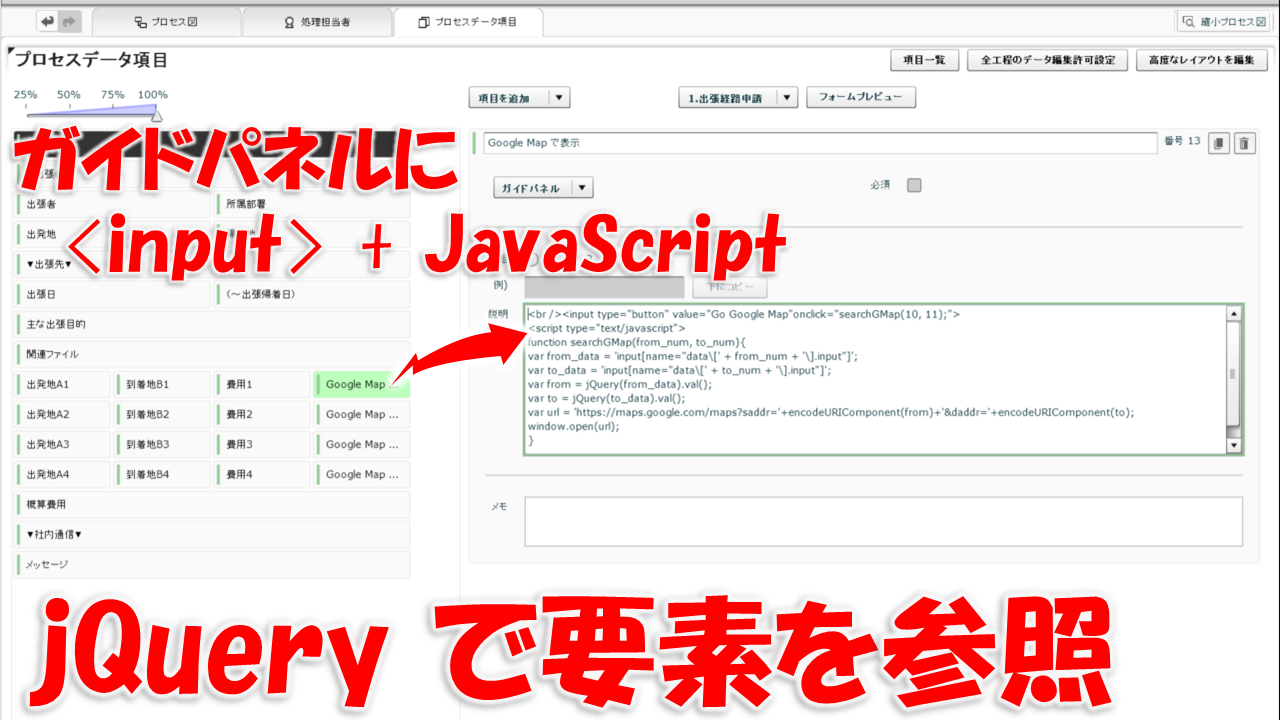 プロセス図
処理担当者
プロセスデータ項目
縮小プロセス図
プロセスデータ項目
項目一覧
全工程のデータ編集許可設定
高度なレイアウトを編集
25% 50% 75% 100%
項目を追加
1.出張経路申請
フォームプレビュー
ガイドパネルに
<input> + JavaScript
出張者
所属部署
出発地
▼出張先▼
出張日
(～出張帰着日)
主な出張目的
関連ファイル
出発地A1 到着地B1 費用1 Google Map ...
出発地A2 到着地B2 費用2 Google Map ...
出発地A3 到着地B3 費用3 Google Map ...
出発地A4 到着地B4 費用4 Google Map ...
概算費用
▼社内通信▼
メッセージ
Google Map で表示
番号 13
ガイドパネル
必須
例)
下にコピー
説明
<br /><input type="button" value="Go Google Map"onclick="searchGMap(10, 11);">
<script type="text/javascript">
function searchGMap(from_num, to_num){
var from_data = 'input[name="data\[' + from_num + '\].input"]';
var to_data = 'input[name="data\[' + to_num + '\].input"]';
var from = jQuery(from_data).val();
var to = jQuery(to_data).val();
var url = 'https://maps.google.com/maps?saddr='+encodeURIComponent(from)+'&daddr='+encodeURIComponent(to);
window.open(url);
}
メモ
jQuery で要素を参照